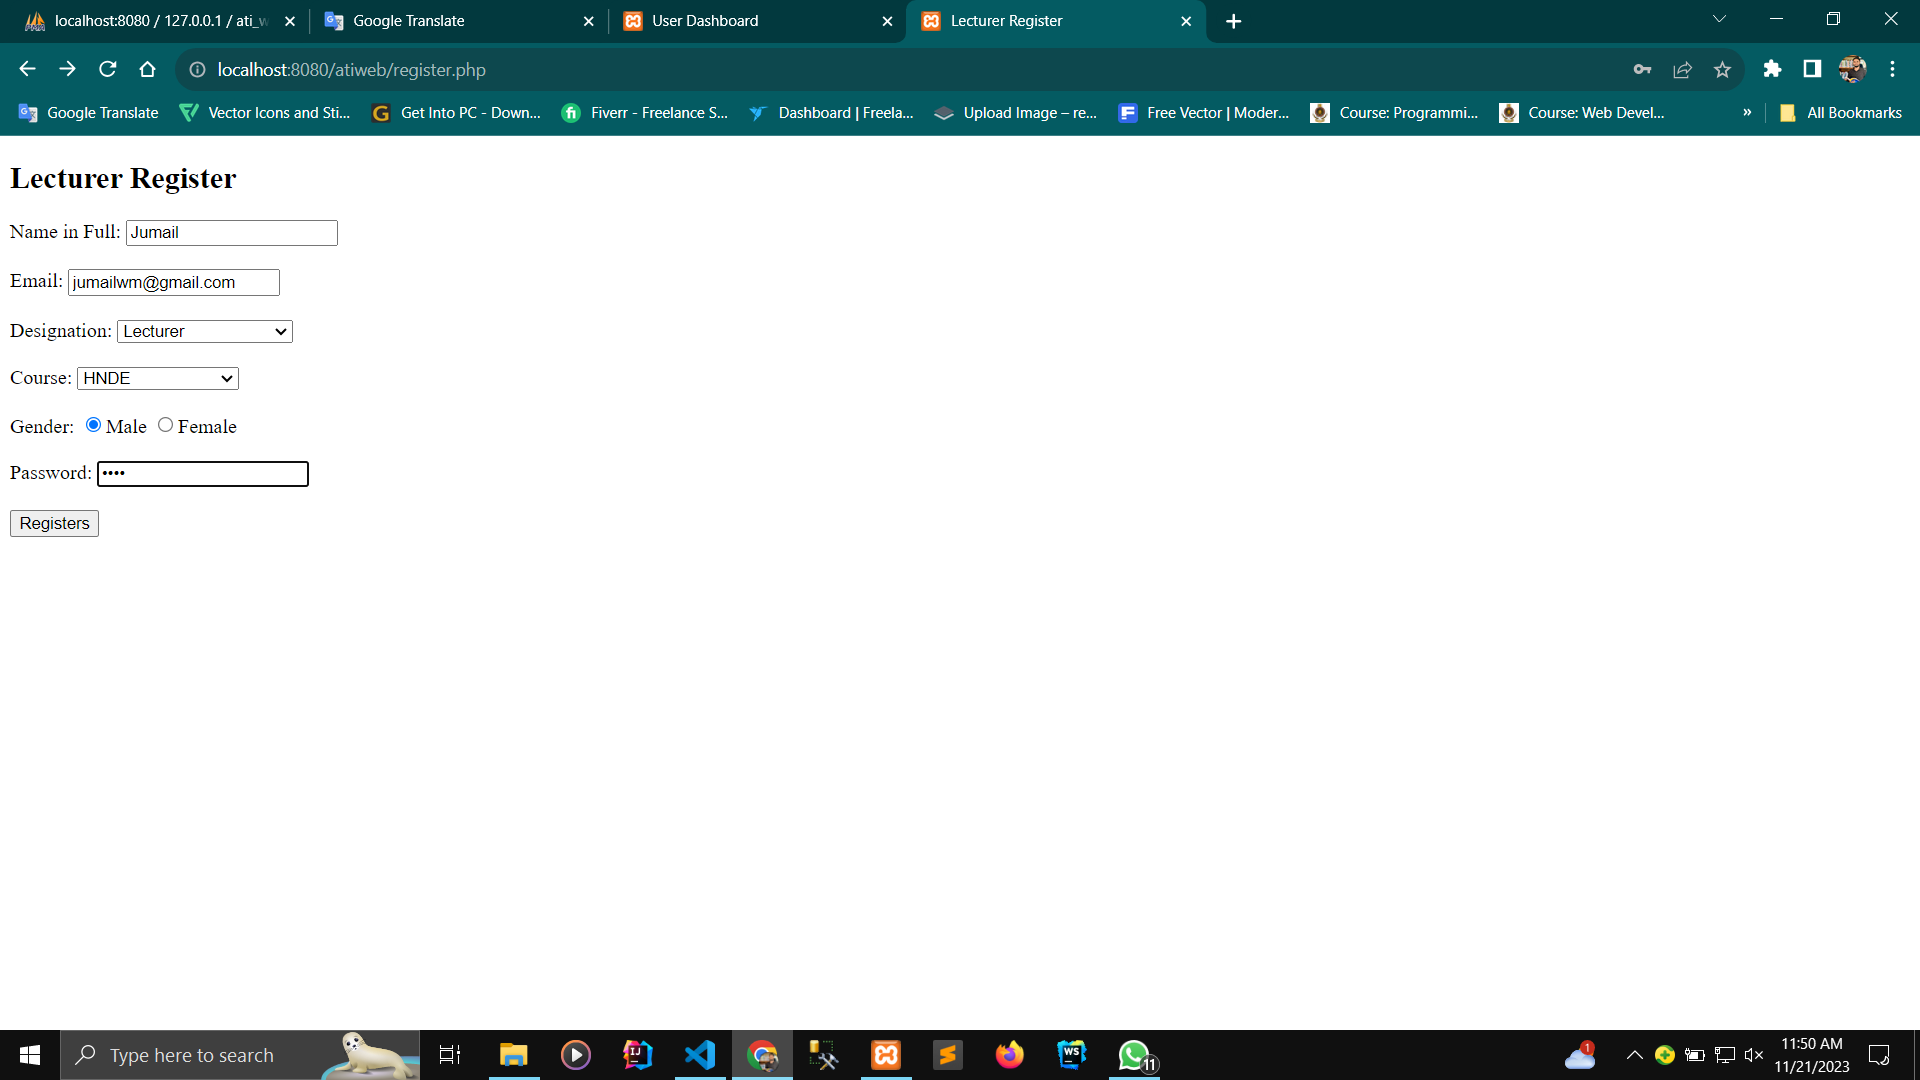 localhost:8080 / 127.0.0.1 / ati_w
Google Translate
User Dashboard
Lecturer Register
localhost:8080/atiweb/register.php
Google Translate
Vector Icons and Sti...
Get Into PC - Down...
Fiverr - Freelance S...
Dashboard | Freela...
Upload Image – re...
Free Vector | Moder...
Course: Programmi...
Course: Web Devel...
» All Bookmarks
Lecturer Register
Name in Full: Jumail
Email: jumailwm@gmail.com
Designation: Lecturer
Course: HNDE
Gender: Male Female
Password: ••••
Registers
Type here to search
IJ
WS
11
1
11:50 AM
11/21/2023